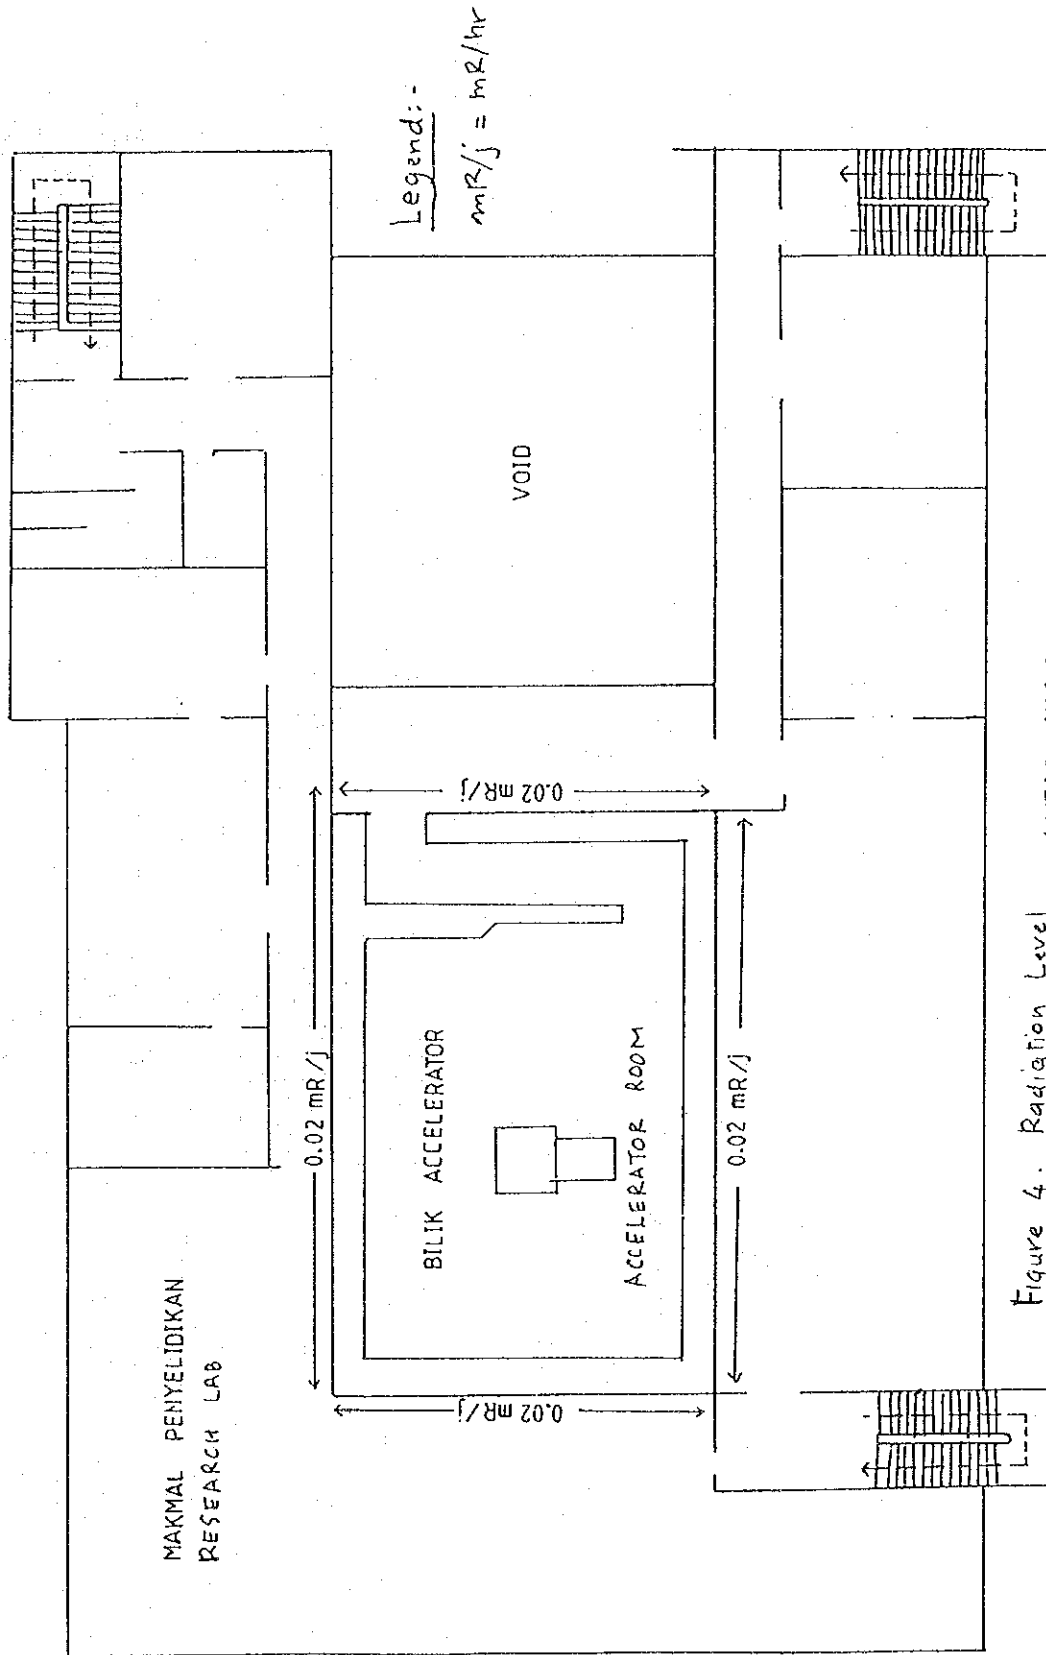 MAKMAL PENYELIDIKAN
RESEARCH LAB
0.02 mR/j
0.02 mR/j
BILIK ACCELERATOR
ACCELERATOR ROOM
0.02 mR/j
0.02 mR/j
VOID
Legend:-
mR/j = mR/hr
Figure 4. Radiation Level